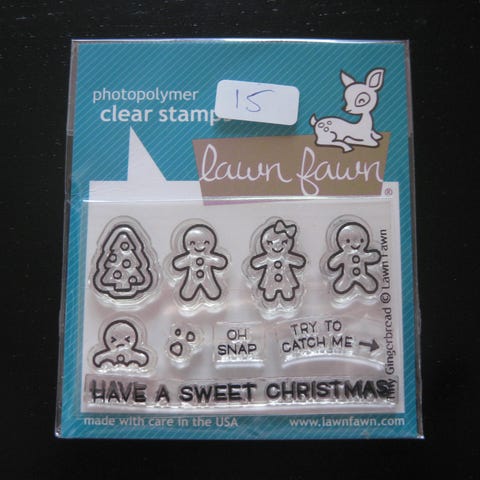 photopolymer
clear stamps
15
lawn fawn
®
OH
SNAP
TRY TO
CATCH ME
HAVE A SWEET CHRISTMAS
Tiny Gingerbread © Lawn Fawn
made with care in the USA
www.lawnfawn.com